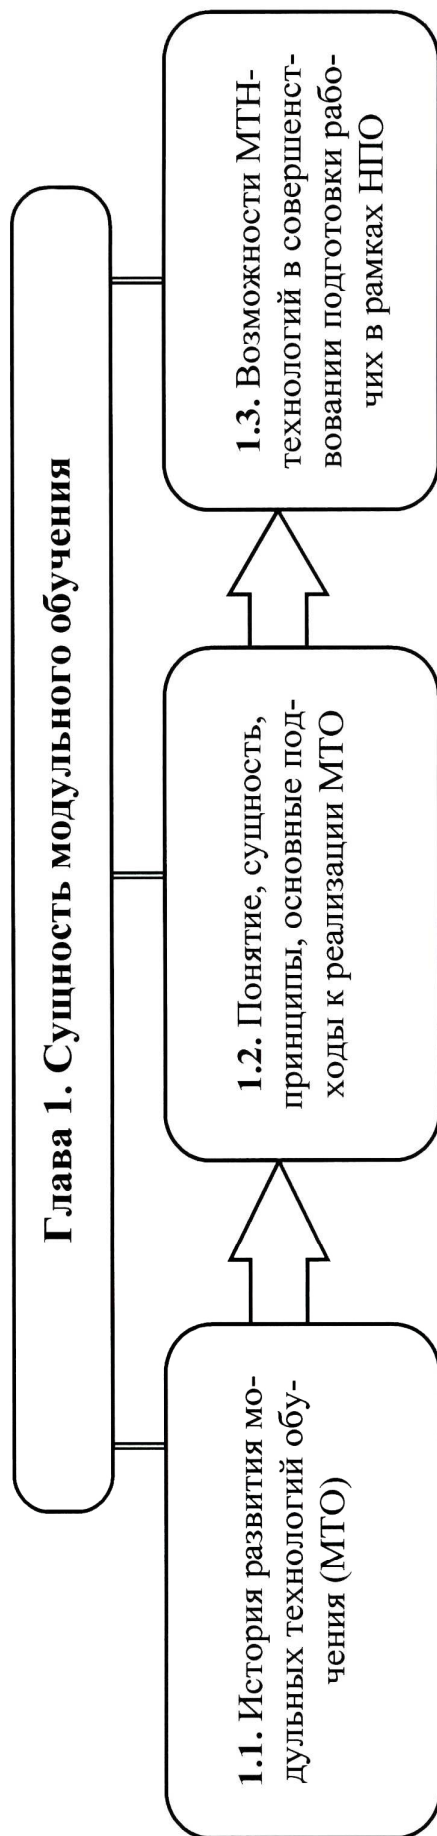 Глава 1. Сущность модульного обучения
1.1. История развития мо-
дульных технологий обу-
чения (МТО)
1.2. Понятие, сущность,
принципы, основные под-
ходы к реализации МТО
1.3. Возможности МТН-
технологий в совершенст-
вовании подготовки рабо-
чих в рамках НПО